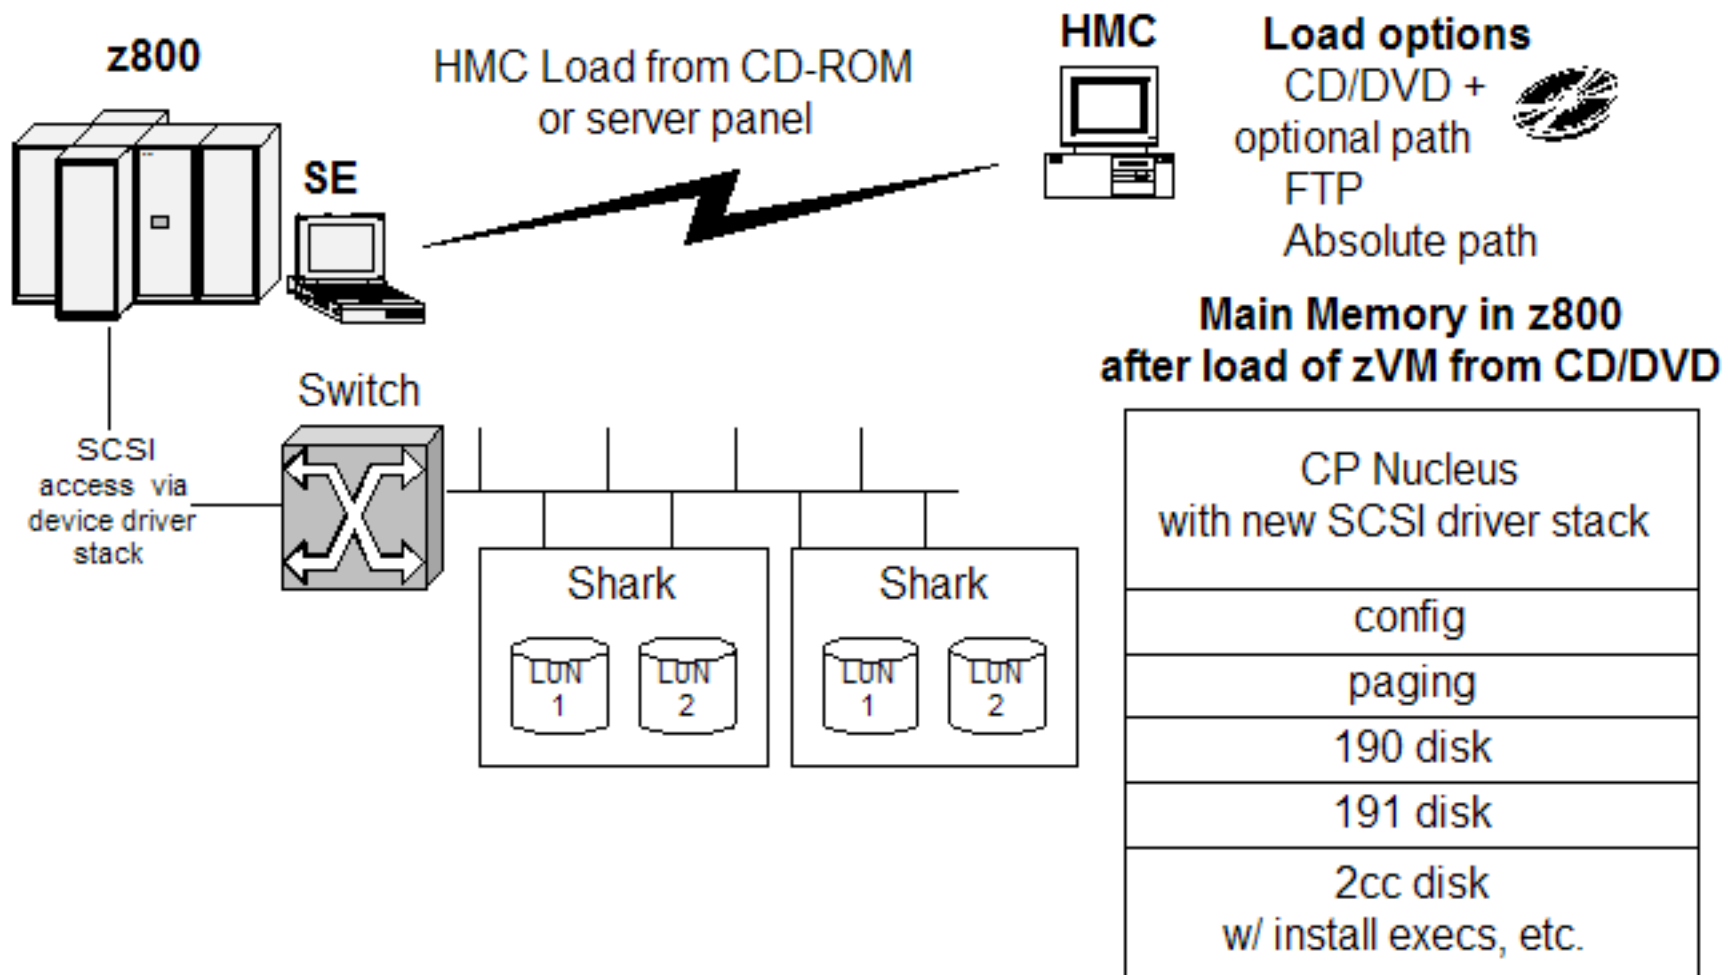 z800
SE
HMC Load from CD-ROM
or server panel
HMC
Load options
CD/DVD +
optional path
FTP
Absolute path
SCSI
access via
device driver
stack
Switch
Shark
LUN
1
LUN
2
Shark
LUN
1
LUN
2
Main Memory in z800
after load of zVM from CD/DVD
CP Nucleus
with new SCSI driver stack
config
paging
190 disk
191 disk
2cc disk
w/ install execs, etc.